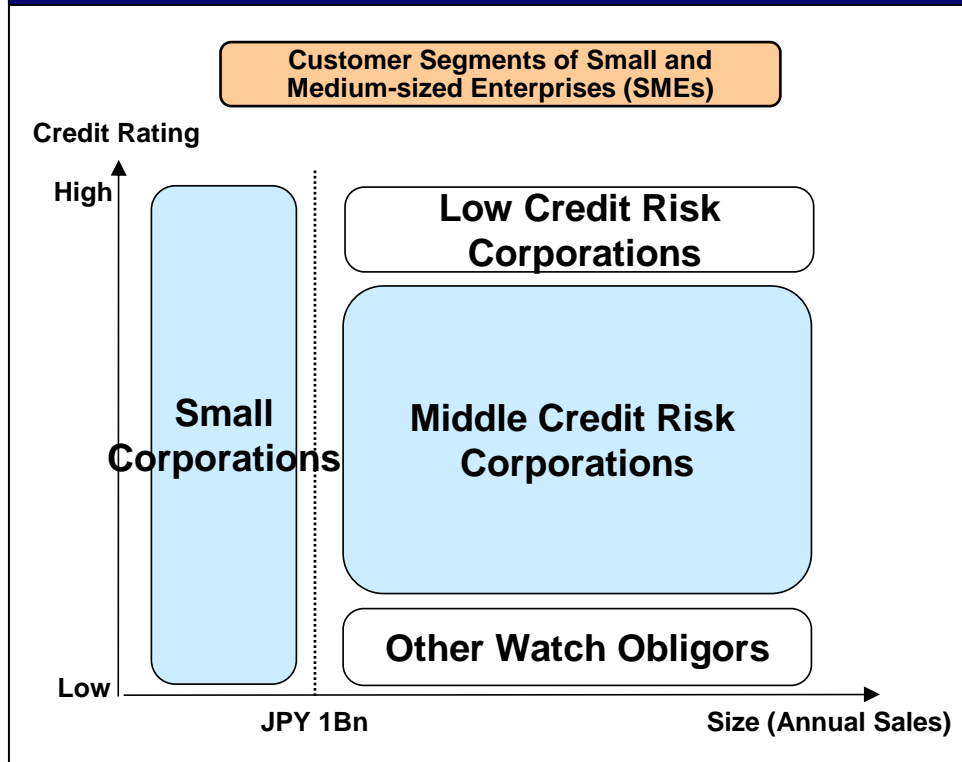 Customer Segments of Small and
Medium-sized Enterprises (SMEs)
Credit Rating
High
Low Credit Risk
Corporations
Small
Corporations
Middle Credit Risk
Corporations
Other Watch Obligors
Low
JPY 1Bn
Size (Annual Sales)